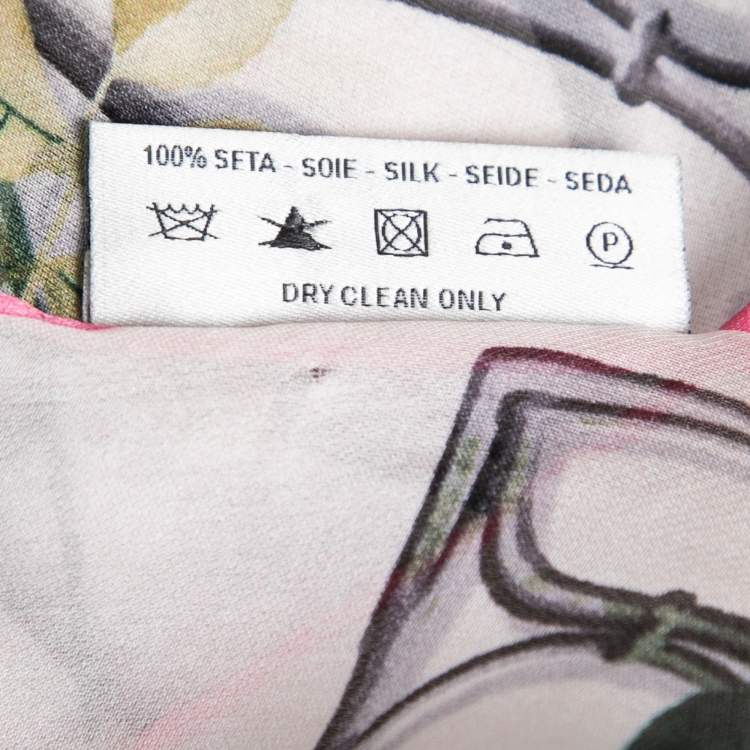 100% SETA - SOIE - SILK - SEIDE - SEDA
P
DRY CLEAN ONLY